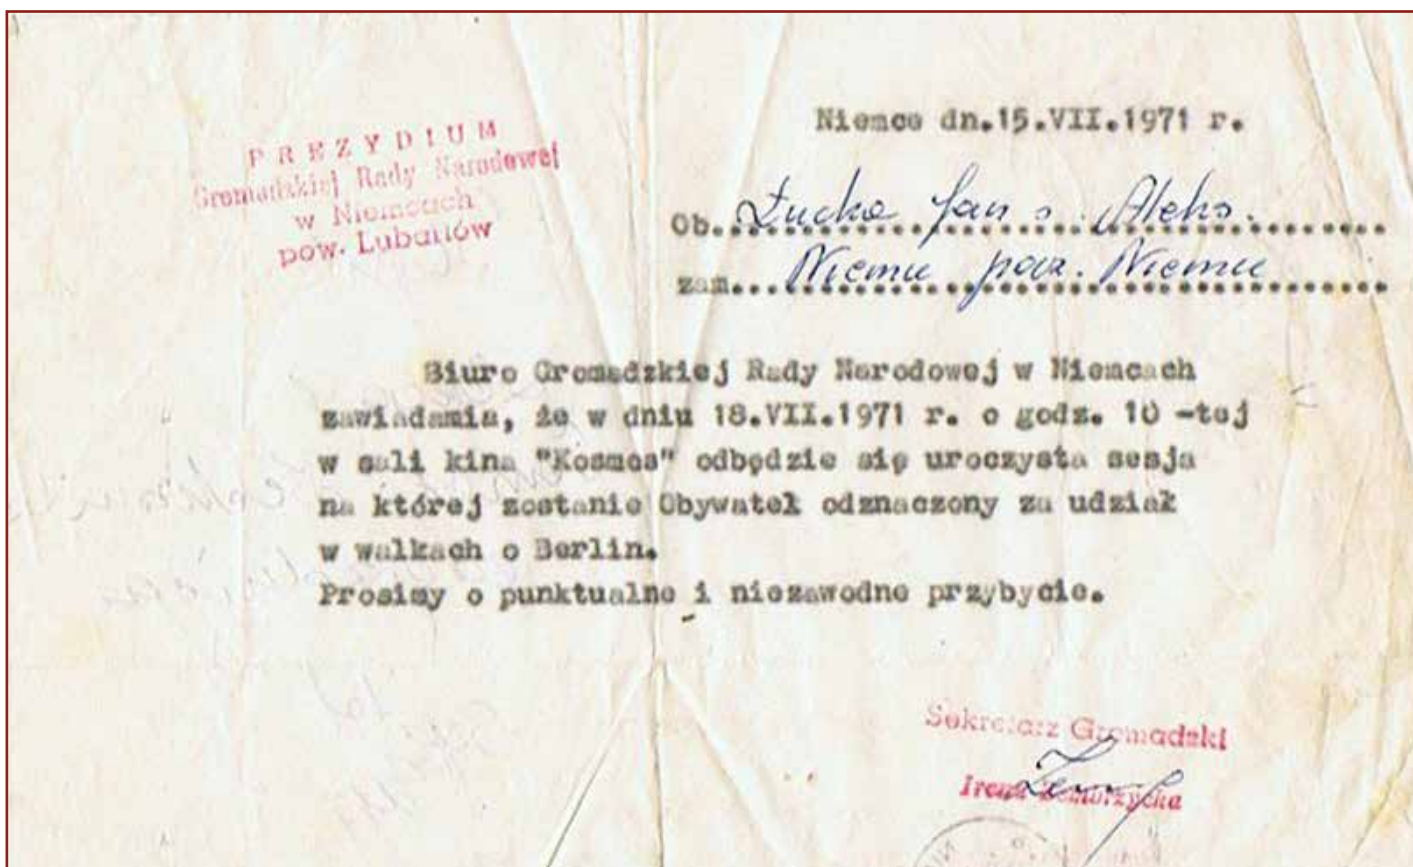 PREZYDIUM
Gromadzkiej Rady Narodowej
w Niemcach
pow. Lubartów
Niemce dn.15.VII.1971 r.
Ob. Łucka Jan s. Aleks.
zam. Niemce pocz. Niemce
Biuro Gromadzkiej Rady Narodowej w Niemcach
zawiadamia, że w dniu 18.VII.1971 r. o godz. 10 -tej
w sali kina "Kosmos" odbędzie się uroczysta sesja
na której zostanie Obywatel odznaczony za udział
w walkach o Berlin.
Prosimy o punktualne i niezawodne przybycie.
Sekretarz Gromadzki
Irena